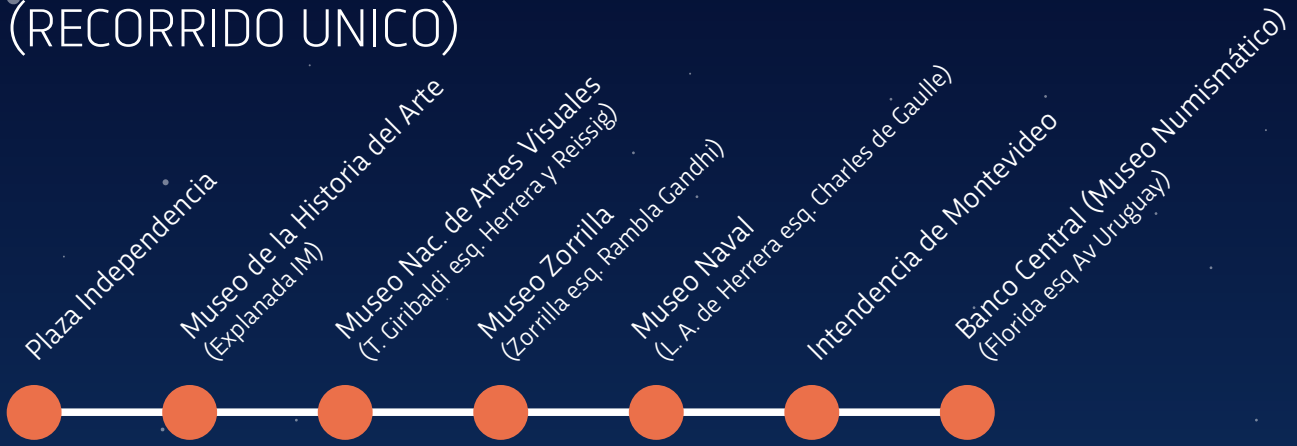 (RECORRIDO UNICO)
Plaza Independencia
Museo de la Historia del Arte
(Explanada IM)
Museo Nac. de Artes Visuales
(T. Giribaldi esq. Herrera y Reissig)
Museo Zorrilla
(Zorrilla esq. Rambla Gandhi)
Museo Naval
(L. A. de Herrera esq. Charles de Gaulle)
Intendencia de Montevideo
Banco Central (Museo Numismático)
(Florida esq Av Uruguay)